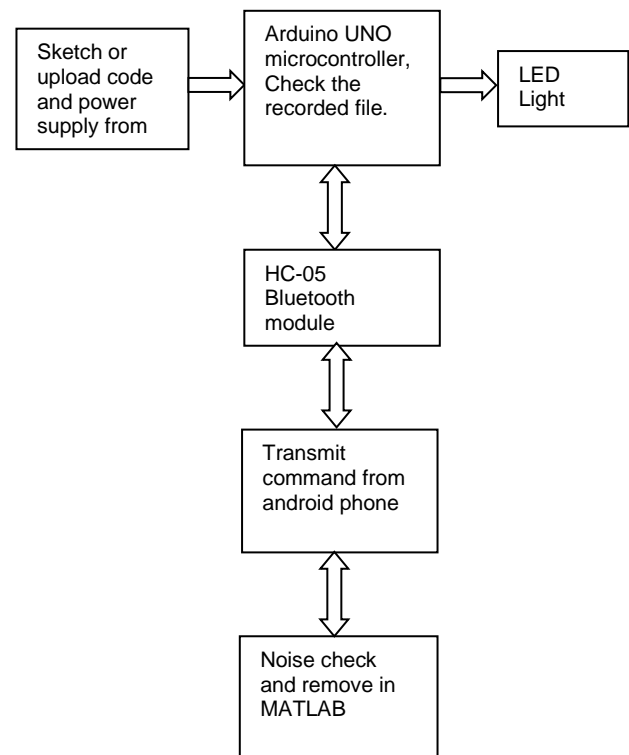 Sketch or
upload code
and power
supply from
Arduino UNO
microcontroller,
Check the
recorded file.
LED
Light
HC-05
Bluetooth
module
Transmit
command from
android phone
Noise check
and remove in
MATLAB